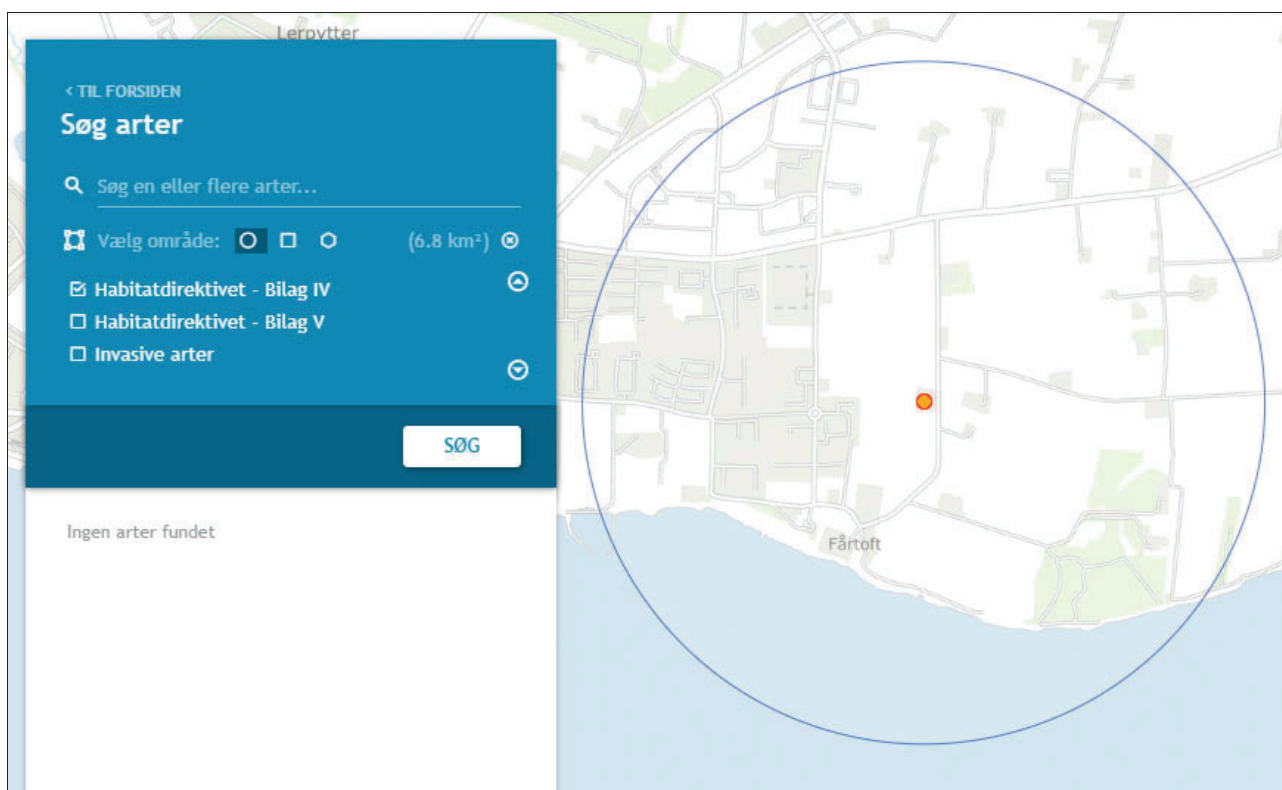 Lerpytter
< TIL FORSIDEN
Søg arter
Søg en eller flere arter...
Vælg område: (6.8 km²)
Habitatdirektivet - Bilag IV
Habitatdirektivet - Bilag V
Invasive arter
SØG
Ingen arter fundet
Fårtoft